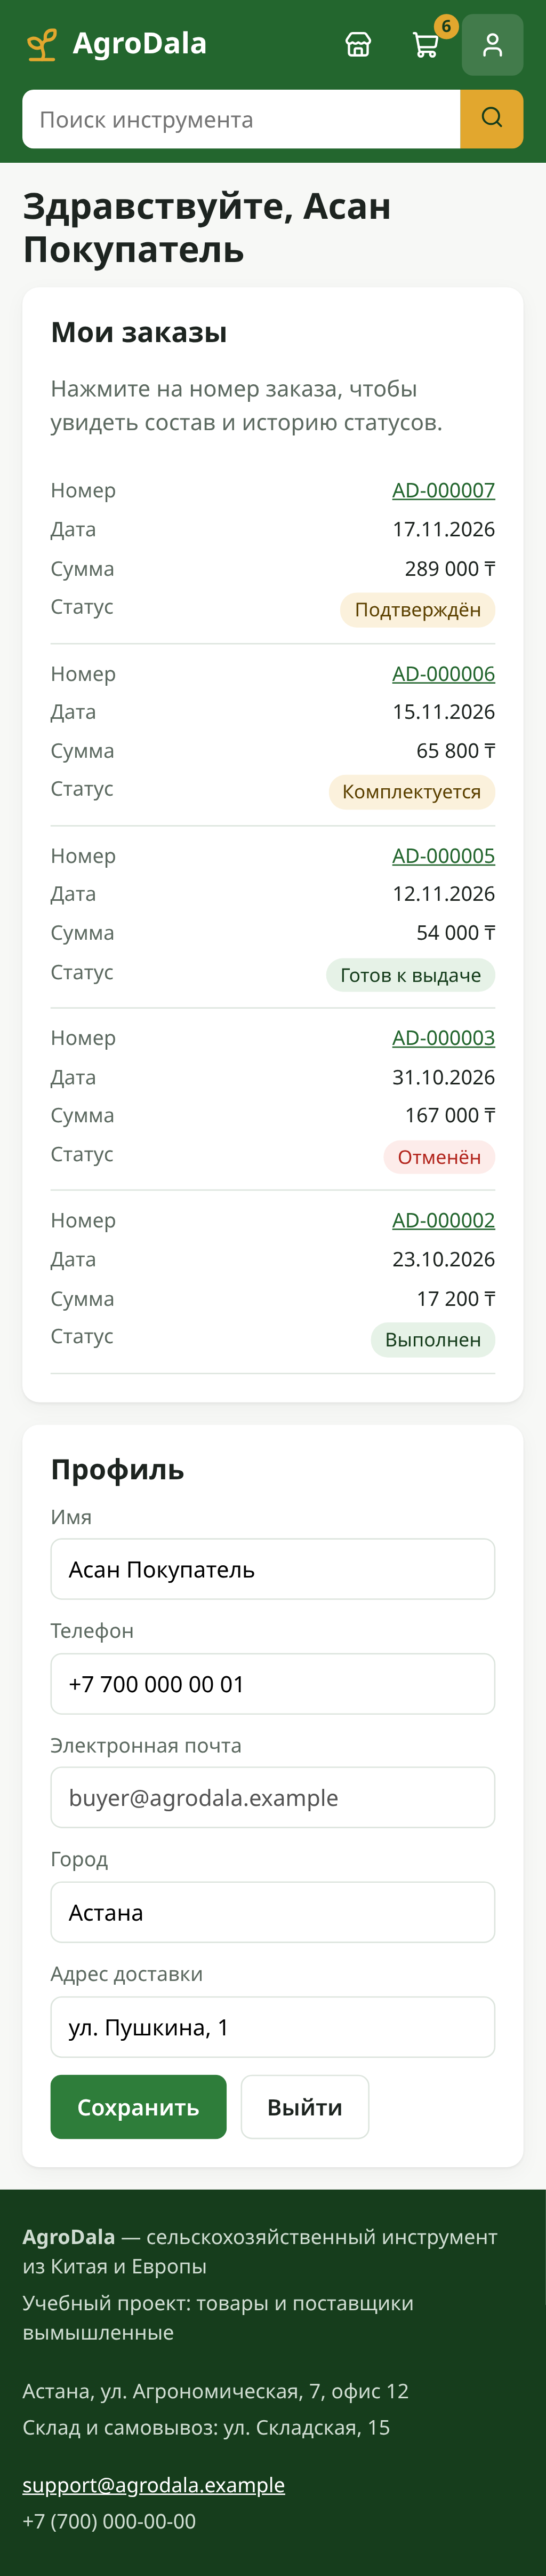 AgroDala
6
Поиск инструмента
Здравствуйте, Асан
Покупатель
Мои заказы
Нажмите на номер заказа, чтобы
увидеть состав и историю статусов.
Номер AD-000007
Дата 17.11.2026
Сумма 289 000 ₸
Статус Подтверждён
Номер AD-000006
Дата 15.11.2026
Сумма 65 800 ₸
Статус Комплектуется
Номер AD-000005
Дата 12.11.2026
Сумма 54 000 ₸
Статус Готов к выдаче
Номер AD-000003
Дата 31.10.2026
Сумма 167 000 ₸
Статус Отменён
Номер AD-000002
Дата 23.10.2026
Сумма 17 200 ₸
Статус Выполнен
Профиль
Имя
Асан Покупатель
Телефон
+7 700 000 00 01
Электронная почта
buyer@agrodala.example
Город
Астана
Адрес доставки
ул. Пушкина, 1
Сохранить Выйти
AgroDala — сельскохозяйственный инструмент
из Китая и Европы
Учебный проект: товары и поставщики
вымышленные
Астана, ул. Агрономическая, 7, офис 12
Склад и самовывоз: ул. Складская, 15
support@agrodala.example
+7 (700) 000-00-00